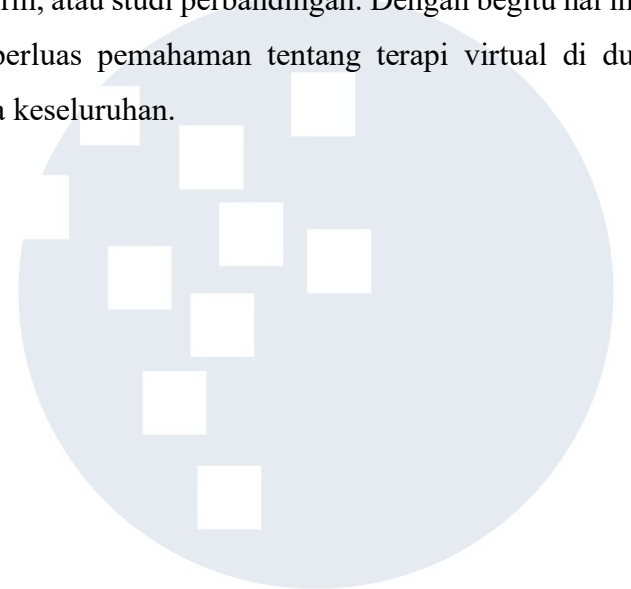 atau studi perbandingan. Dengan begitu hal
perluas pemahaman tentang terapi virtual di
keseluruhan.